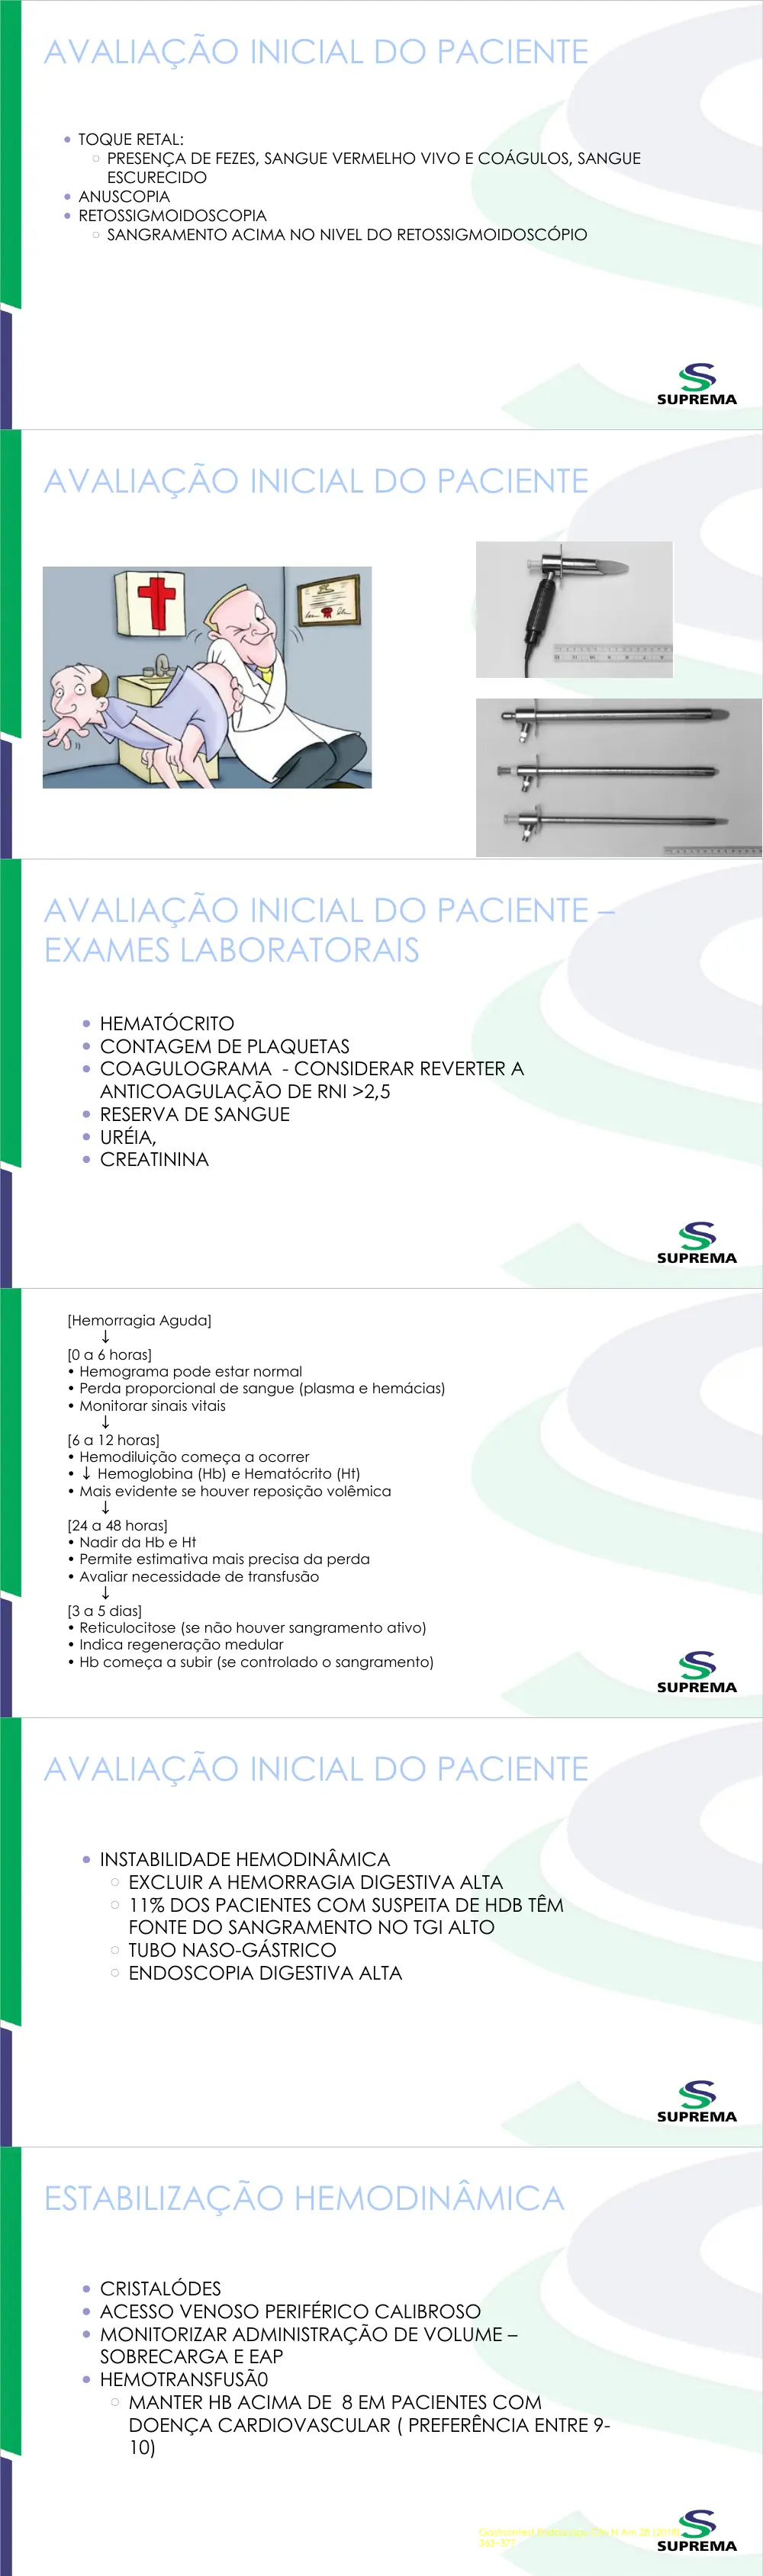 AVALIAÇÃO INICIAL DO PACIENTE
• TOQUE RETAL:
○ PRESENÇA DE FEZES, SANGUE VERMELHO VIVO E COÁGULOS, SANGUE
ESCURECIDO
• ANUSCOPIA
• RETOSSIGMOIDOSCOPIA
○ SANGRAMENTO ACIMA NO NIVEL DO RETOSSIGMOIDOSCÓPIO
SUPREMA
AVALIAÇÃO INICIAL DO PACIENTE
AVALIAÇÃO INICIAL DO PACIENTE –
EXAMES LABORATORAIS
• HEMATÓCRITO
• CONTAGEM DE PLAQUETAS
• COAGULOGRAMA - CONSIDERAR REVERTER A
ANTICOAGULAÇÃO DE RNI >2,5
• RESERVA DE SANGUE
• URÉIA,
• CREATININA
SUPREMA
[Hemorragia Aguda]
↓
[0 a 6 horas]
• Hemograma pode estar normal
• Perda proporcional de sangue (plasma e hemácias)
• Monitorar sinais vitais
↓
[6 a 12 horas]
• Hemodiluição começa a ocorrer
• ↓ Hemoglobina (Hb) e Hematócrito (Ht)
• Mais evidente se houver reposição volêmica
↓
[24 a 48 horas]
• Nadir da Hb e Ht
• Permite estimativa mais precisa da perda
• Avaliar necessidade de transfusão
↓
[3 a 5 dias]
• Reticulocitose (se não houver sangramento ativo)
• Indica regeneração medular
• Hb começa a subir (se controlado o sangramento)
SUPREMA
AVALIAÇÃO INICIAL DO PACIENTE
• INSTABILIDADE HEMODINÂMICA
○ EXCLUIR A HEMORRAGIA DIGESTIVA ALTA
○ 11% DOS PACIENTES COM SUSPEITA DE HDB TÊM
FONTE DO SANGRAMENTO NO TGI ALTO
○ TUBO NASO-GÁSTRICO
○ ENDOSCOPIA DIGESTIVA ALTA
SUPREMA
ESTABILIZAÇÃO HEMODINÂMICA
• CRISTALÓDES
• ACESSO VENOSO PERIFÉRICO CALIBROSO
• MONITORIZAR ADMINISTRAÇÃO DE VOLUME –
SOBRECARGA E EAP
• HEMOTRANSFUSÃ0
○ MANTER HB ACIMA DE 8 EM PACIENTES COM
DOENÇA CARDIOVASCULAR ( PREFERÊNCIA ENTRE 9-
10)
Gastrointest Endoscopy Clin N Am 28 (2018)
363–377
SUPREMA